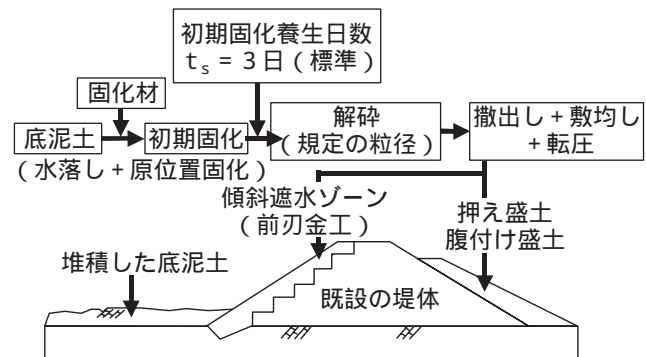 初期固化養生日数
ts = 3日(標準)
固化材
底泥土
初期固化
解砕
(規定の粒径)
撒出し+敷均し
+転圧
(水落し+原位置固化)
傾斜遮水ゾーン
(前刃金工)
押え盛土
腹付け盛土
堆積した底泥土
既設の堤体